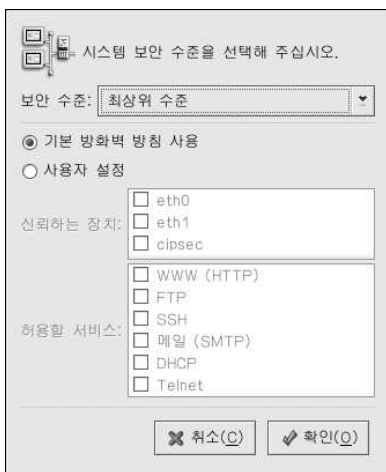 시스템 보안 수준을 선택해 주십시오.
보안 수준: 최상위 수준
기본 방화벽 방침 사용
사용자 설정
신뢰하는 장치:
eth0
eth1
cipsec
허용할 서비스:
WWW (HTTP)
FTP
SSH
메일 (SMTP)
DHCP
Telnet
취소(C) 확인(O)